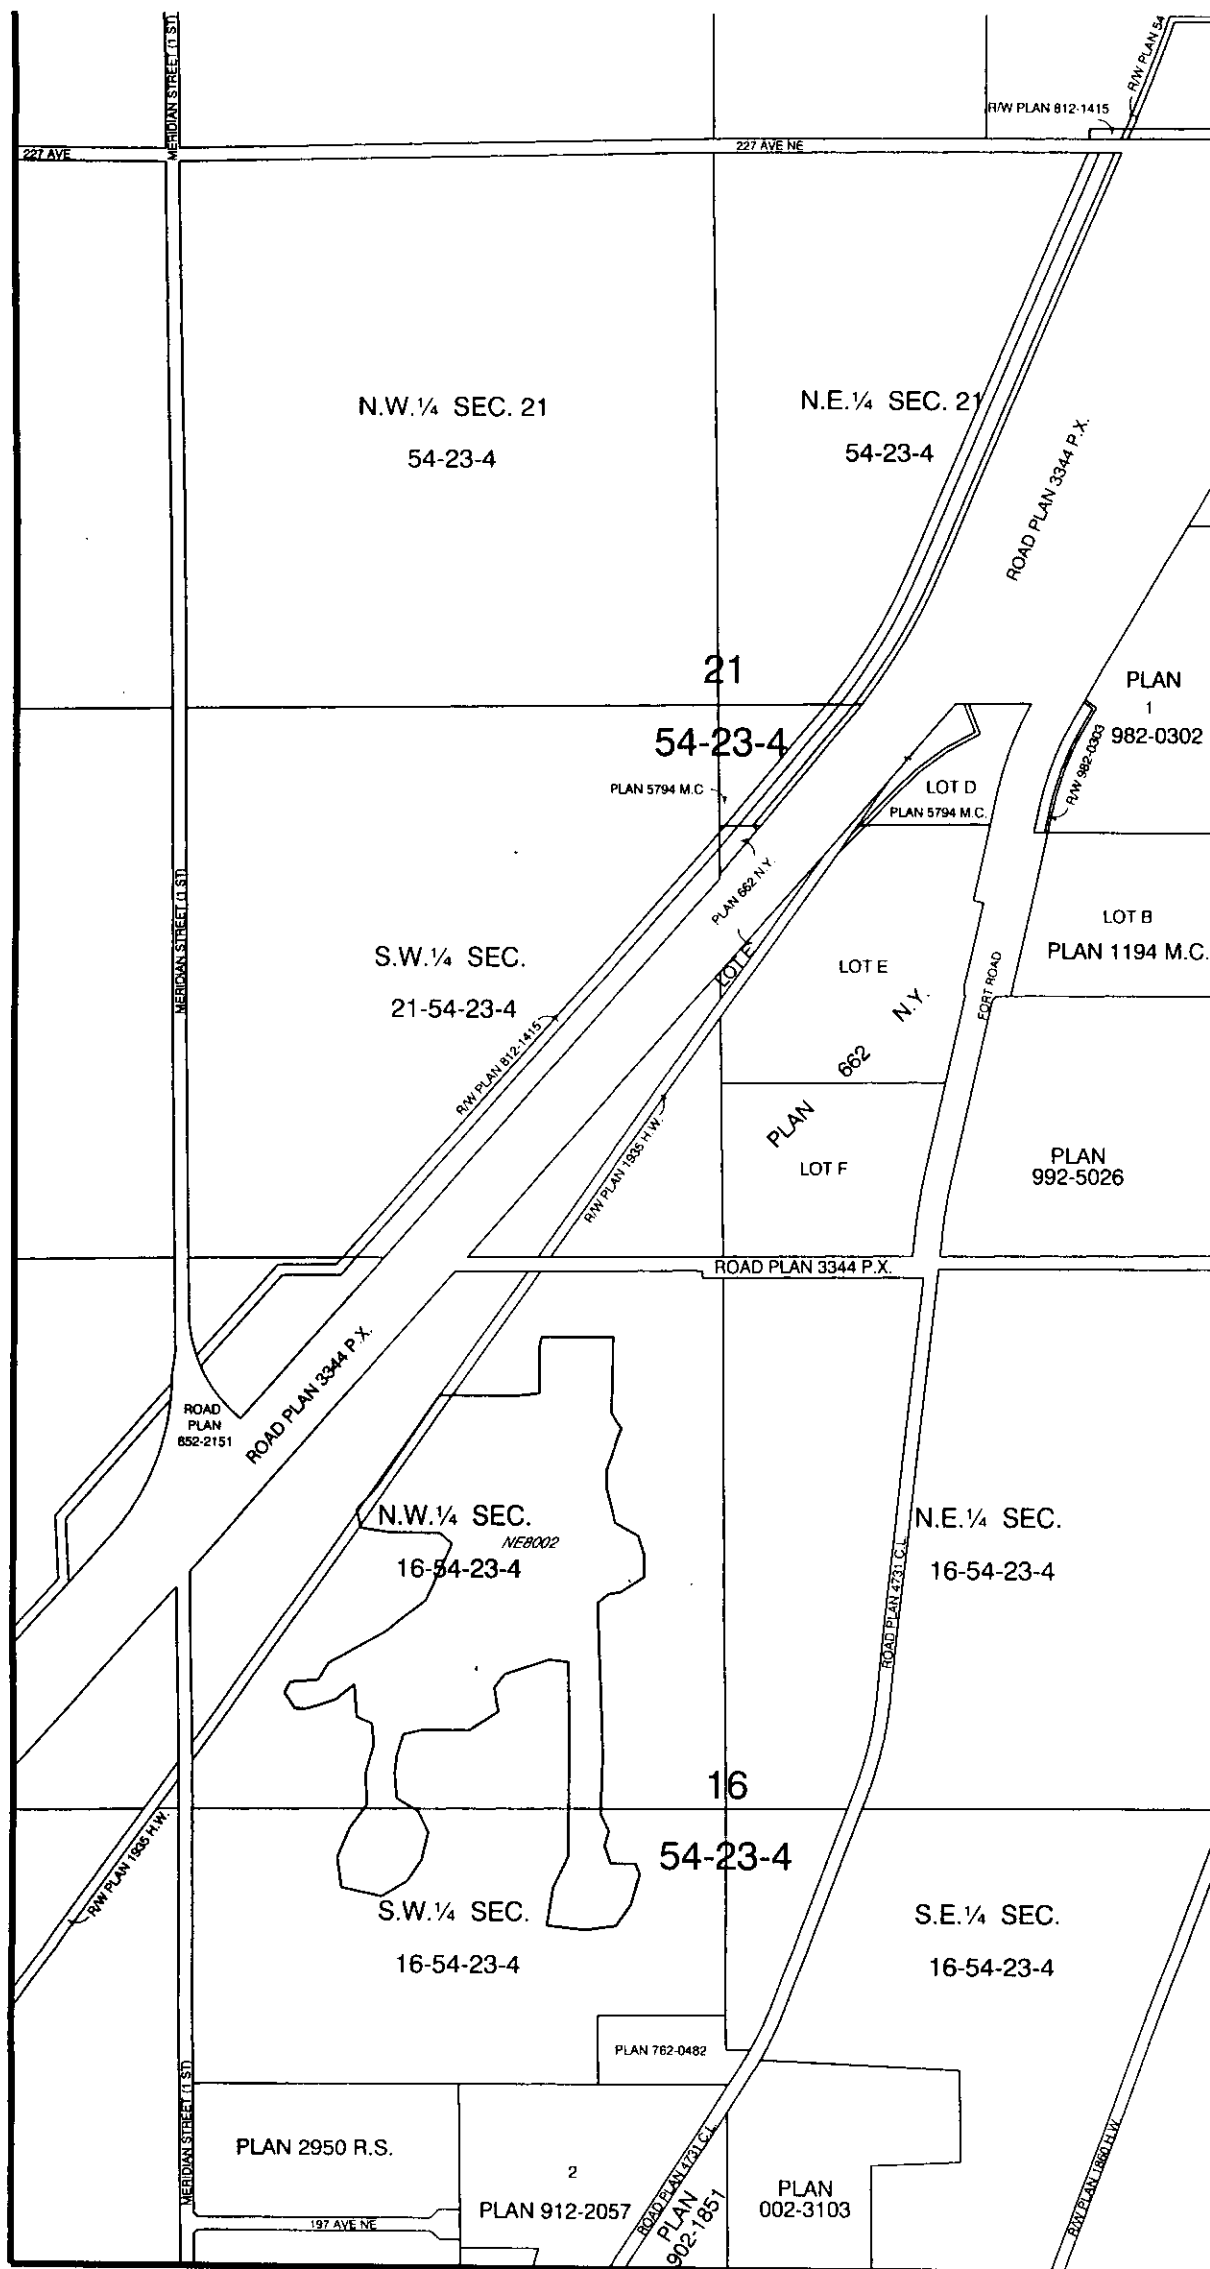 MERIDIAN STREET (1 ST)
R/W PLAN 54
R/W PLAN 812-1415
227 AVE
227 AVE NE
N.W.¼ SEC. 21
54-23-4
N.E.¼ SEC. 21
54-23-4
ROAD PLAN 3344 P.X.
21
54-23-4
PLAN
1
982-0302
R/W 982-0303
PLAN 5794 M.C
LOT D
PLAN 5794 M.C.
PLAN 662 N.Y.
MERIDIAN STREET (1 ST)
LOT B
PLAN 1194 M.C.
S.W.¼ SEC.
21-54-23-4
LOT E
LOT E
FORT ROAD
R/W PLAN 812-1415
PLAN 662 N.Y.
R/W PLAN 1935 H.W.
LOT F
PLAN
992-5026
ROAD PLAN 3344 P.X.
ROAD PLAN 3344 P.X.
ROAD
PLAN
852-2151
N.W.¼ SEC.
NE8002
16-54-23-4
N.E.¼ SEC.
16-54-23-4
ROAD PLAN 4731 C.L.
16
54-23-4
R/W PLAN 1935 H.W.
S.W.¼ SEC.
16-54-23-4
S.E.¼ SEC.
16-54-23-4
PLAN 762-0482
MERIDIAN STREET (1 ST)
PLAN 2950 R.S.
2
PLAN 912-2057
ROAD PLAN 4731 C.L.
PLAN
902-1851
PLAN
002-3103
R/W PLAN 1860 H.W.
197 AVE NE